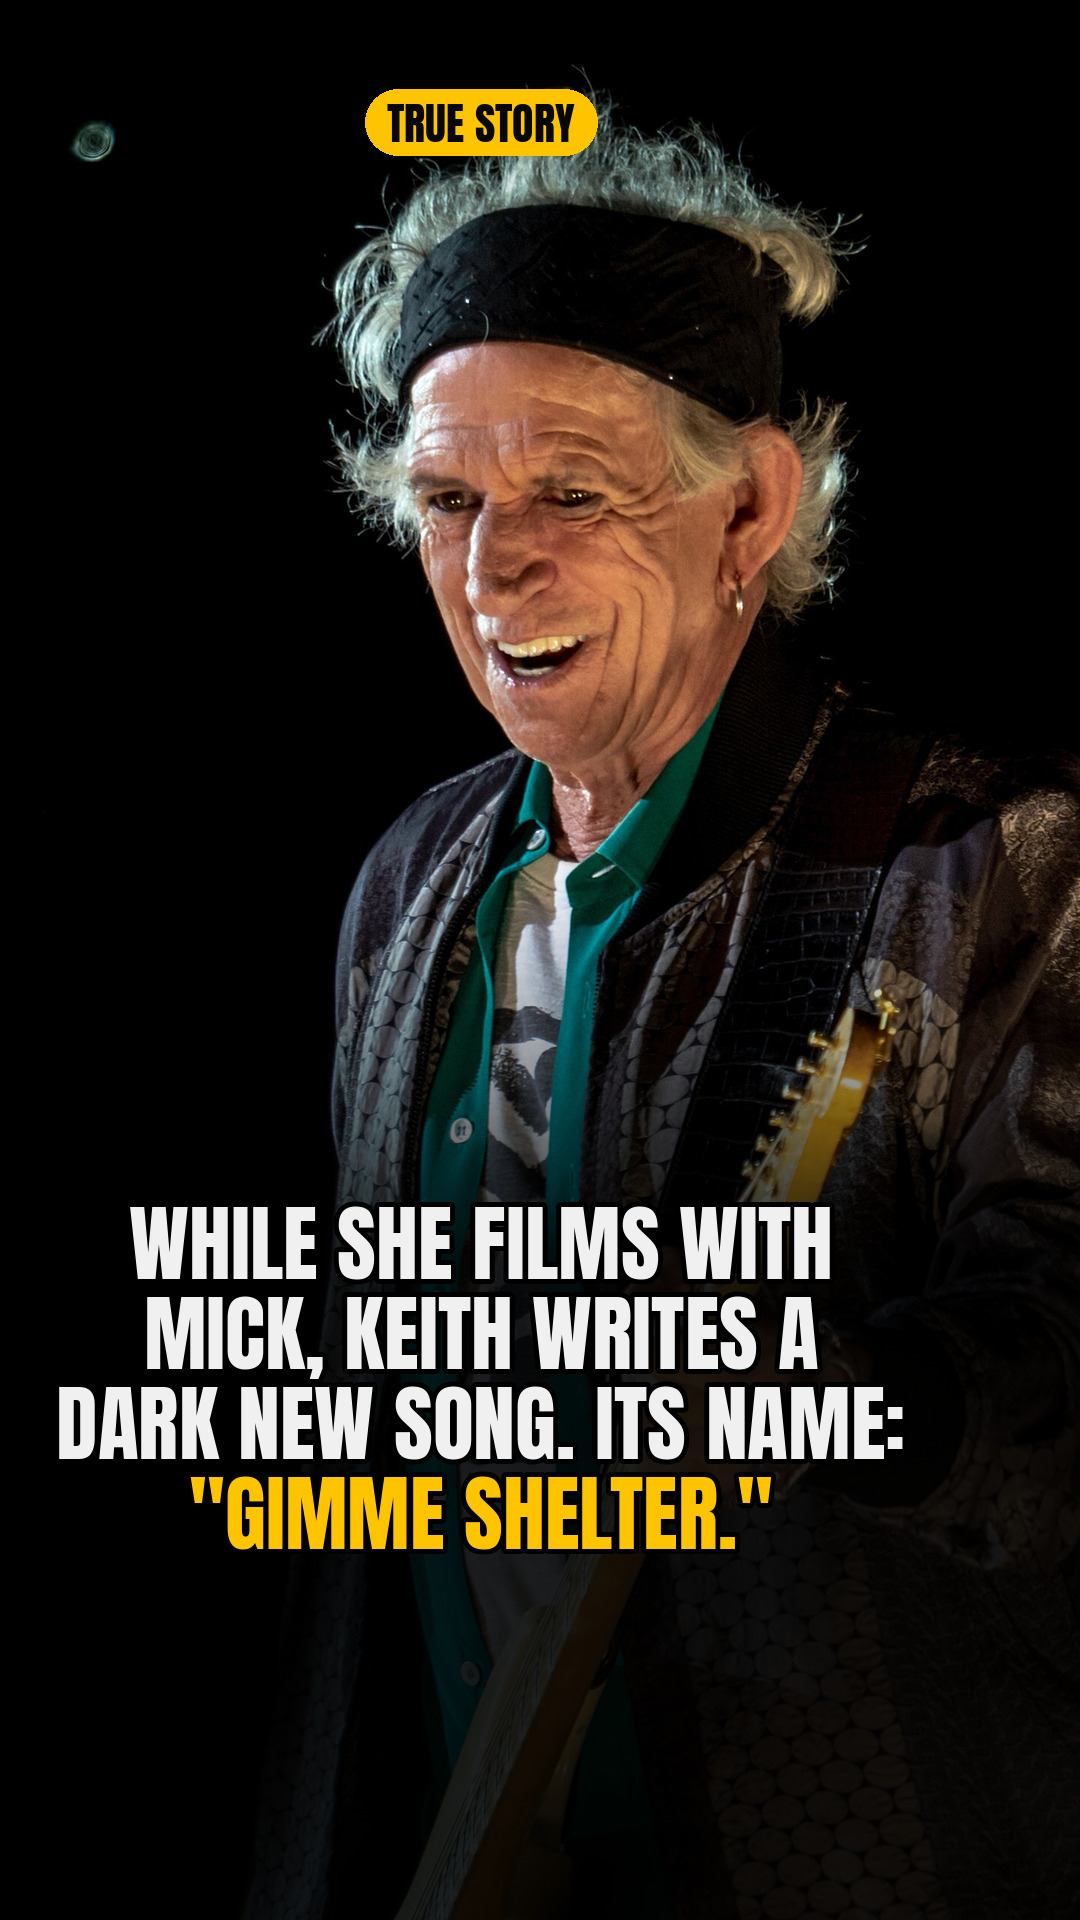 TRUE STORY
WHILE SHE FILMS WITH
MICK, KEITH WRITES A
DARK NEW SONG. ITS NAME:
"GIMME SHELTER."